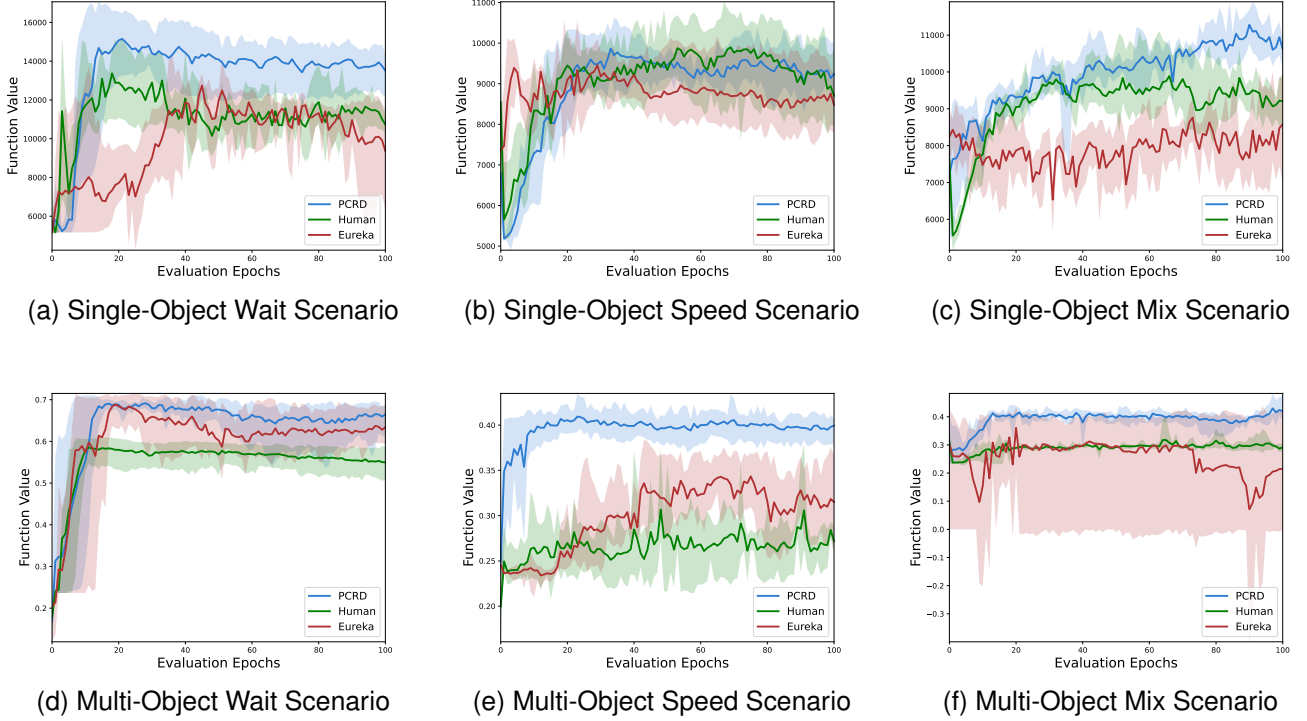 16000
14000
12000
10000
8000
6000
Function Value
0 20 40 60 80 100
Evaluation Epochs
PCRD
Human
Eureka
(a) Single-Object Wait Scenario
11000
10000
9000
8000
7000
6000
5000
Function Value
0 20 40 60 80 100
Evaluation Epochs
PCRD
Human
Eureka
(b) Single-Object Speed Scenario
11000
10000
9000
8000
7000
6000
Function Value
0 20 40 60 80 100
Evaluation Epochs
PCRD
Human
Eureka
(c) Single-Object Mix Scenario
0.7
0.6
0.5
0.4
0.3
0.2
Function Value
0 20 40 60 80 100
Evaluation Epochs
PCRD
Human
Eureka
(d) Multi-Object Wait Scenario
0.40
0.35
0.30
0.25
0.20
Function Value
0 20 40 60 80 100
Evaluation Epochs
PCRD
Human
Eureka
(e) Multi-Object Speed Scenario
0.4
0.3
0.2
0.1
0.0
−0.1
−0.2
−0.3
Function Value
0 20 40 60 80 100
Evaluation Epochs
PCRD
Human
Eureka
(f) Multi-Object Mix Scenario